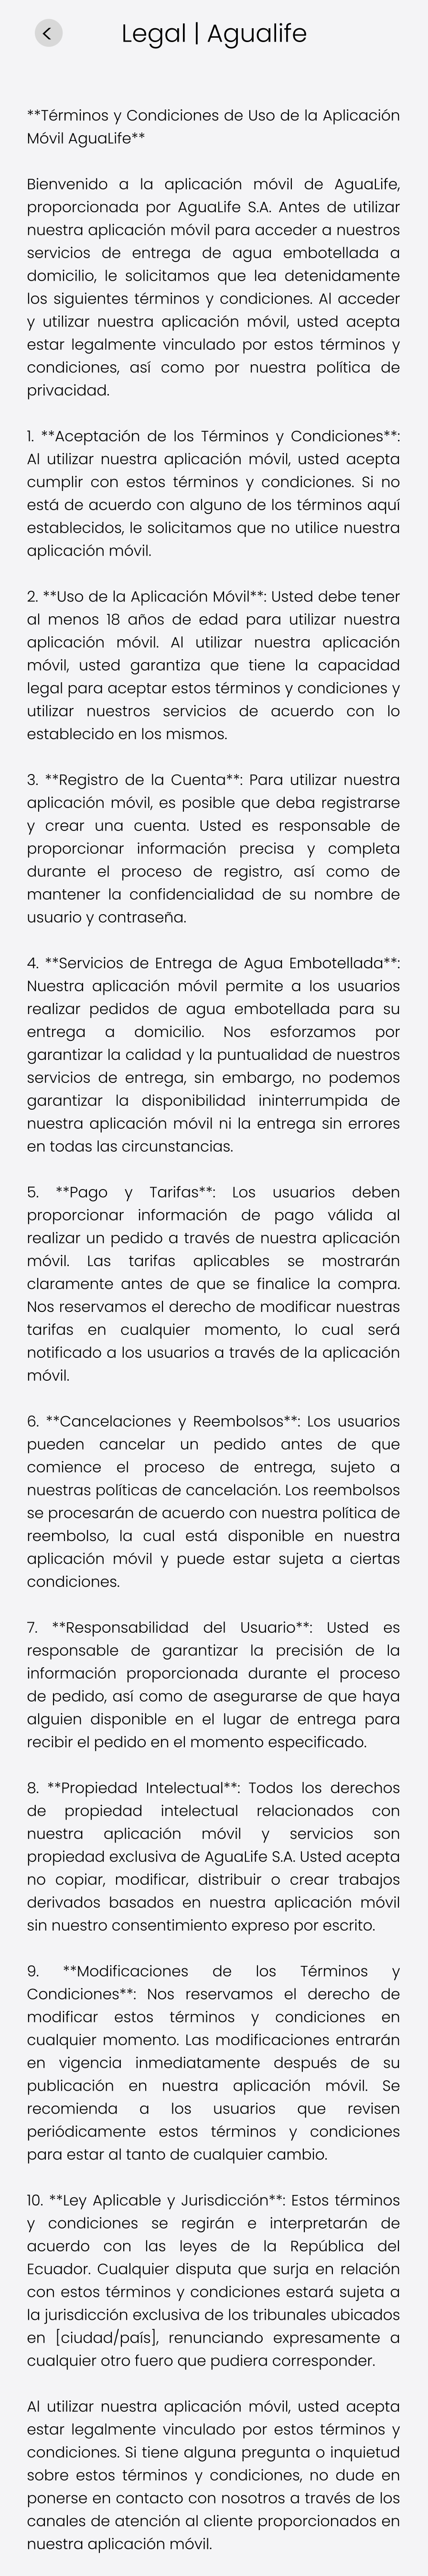 Legal | Agualife
**Términos y Condiciones de Uso de la Aplicación
Móvil AguaLife**
Bienvenido a la aplicación móvil de AguaLife,
proporcionada por AguaLife S.A. Antes de utilizar
nuestra aplicación móvil para acceder a nuestros
servicios de entrega de agua embotellada a
domicilio, le solicitamos que lea detenidamente
los siguientes términos y condiciones. Al acceder
y utilizar nuestra aplicación móvil, usted acepta
estar legalmente vinculado por estos términos y
condiciones, así como por nuestra política de
privacidad.
1. **Aceptación de los Términos y Condiciones**:
Al utilizar nuestra aplicación móvil, usted acepta
cumplir con estos términos y condiciones. Si no
está de acuerdo con alguno de los términos aquí
establecidos, le solicitamos que no utilice nuestra
aplicación móvil.
2. **Uso de la Aplicación Móvil**: Usted debe tener
al menos 18 años de edad para utilizar nuestra
aplicación móvil. Al utilizar nuestra aplicación
móvil, usted garantiza que tiene la capacidad
legal para aceptar estos términos y condiciones y
utilizar nuestros servicios de acuerdo con lo
establecido en los mismos.
3. **Registro de la Cuenta**: Para utilizar nuestra
aplicación móvil, es posible que deba registrarse
y crear una cuenta. Usted es responsable de
proporcionar información precisa y completa
durante el proceso de registro, así como de
mantener la confidencialidad de su nombre de
usuario y contraseña.
4. **Servicios de Entrega de Agua Embotellada**:
Nuestra aplicación móvil permite a los usuarios
realizar pedidos de agua embotellada para su
entrega a domicilio. Nos esforzamos por
garantizar la calidad y la puntualidad de nuestros
servicios de entrega, sin embargo, no podemos
garantizar la disponibilidad ininterrumpida de
nuestra aplicación móvil ni la entrega sin errores
en todas las circunstancias.
5. **Pago y Tarifas**: Los usuarios deben
proporcionar información de pago válida al
realizar un pedido a través de nuestra aplicación
móvil. Las tarifas aplicables se mostrarán
claramente antes de que se finalice la compra.
Nos reservamos el derecho de modificar nuestras
tarifas en cualquier momento, lo cual será
notificado a los usuarios a través de la aplicación
móvil.
6. **Cancelaciones y Reembolsos**: Los usuarios
pueden cancelar un pedido antes de que
comience el proceso de entrega, sujeto a
nuestras políticas de cancelación. Los reembolsos
se procesarán de acuerdo con nuestra política de
reembolso, la cual está disponible en nuestra
aplicación móvil y puede estar sujeta a ciertas
condiciones.
7. **Responsabilidad del Usuario**: Usted es
responsable de garantizar la precisión de la
información proporcionada durante el proceso
de pedido, así como de asegurarse de que haya
alguien disponible en el lugar de entrega para
recibir el pedido en el momento especificado.
8. **Propiedad Intelectual**: Todos los derechos
de propiedad intelectual relacionados con
nuestra aplicación móvil y servicios son
propiedad exclusiva de AguaLife S.A. Usted acepta
no copiar, modificar, distribuir o crear trabajos
derivados basados en nuestra aplicación móvil
sin nuestro consentimiento expreso por escrito.
9. **Modificaciones de los Términos y
Condiciones**: Nos reservamos el derecho de
modificar estos términos y condiciones en
cualquier momento. Las modificaciones entrarán
en vigencia inmediatamente después de su
publicación en nuestra aplicación móvil. Se
recomienda a los usuarios que revisen
periódicamente estos términos y condiciones
para estar al tanto de cualquier cambio.
10. **Ley Aplicable y Jurisdicción**: Estos términos
y condiciones se regirán e interpretarán de
acuerdo con las leyes de la República del
Ecuador. Cualquier disputa que surja en relación
con estos términos y condiciones estará sujeta a
la jurisdicción exclusiva de los tribunales ubicados
en [ciudad/país], renunciando expresamente a
cualquier otro fuero que pudiera corresponder.
Al utilizar nuestra aplicación móvil, usted acepta
estar legalmente vinculado por estos términos y
condiciones. Si tiene alguna pregunta o inquietud
sobre estos términos y condiciones, no dude en
ponerse en contacto con nosotros a través de los
canales de atención al cliente proporcionados en
nuestra aplicación móvil.